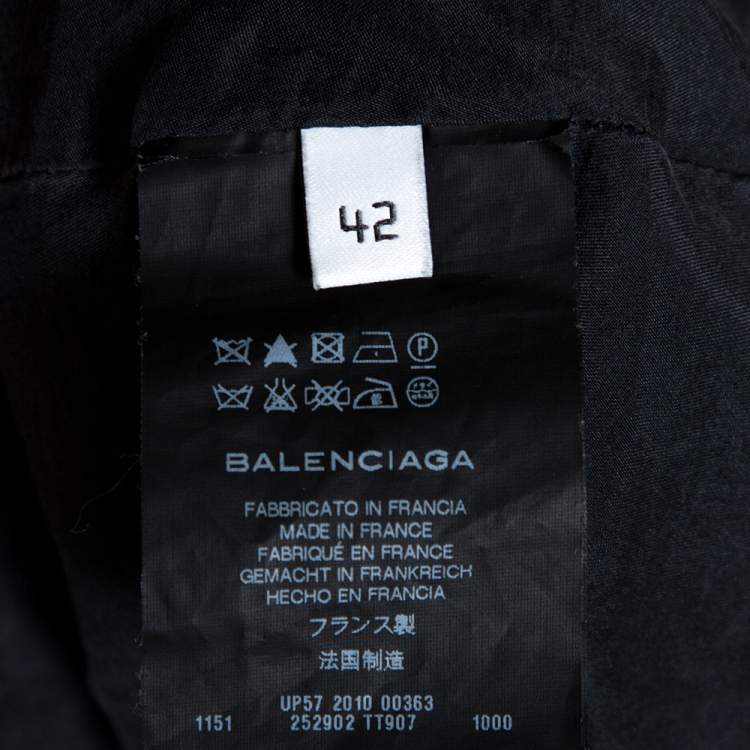 42
P
BALENCIAGA
FABBRICATO IN FRANCIA
MADE IN FRANCE
FABRIQUÉ EN FRANCE
GEMACHT IN FRANKREICH
HECHO EN FRANCIA
フランス製
法国制造
UP57 2010 00363
1151 252902 TT907 1000